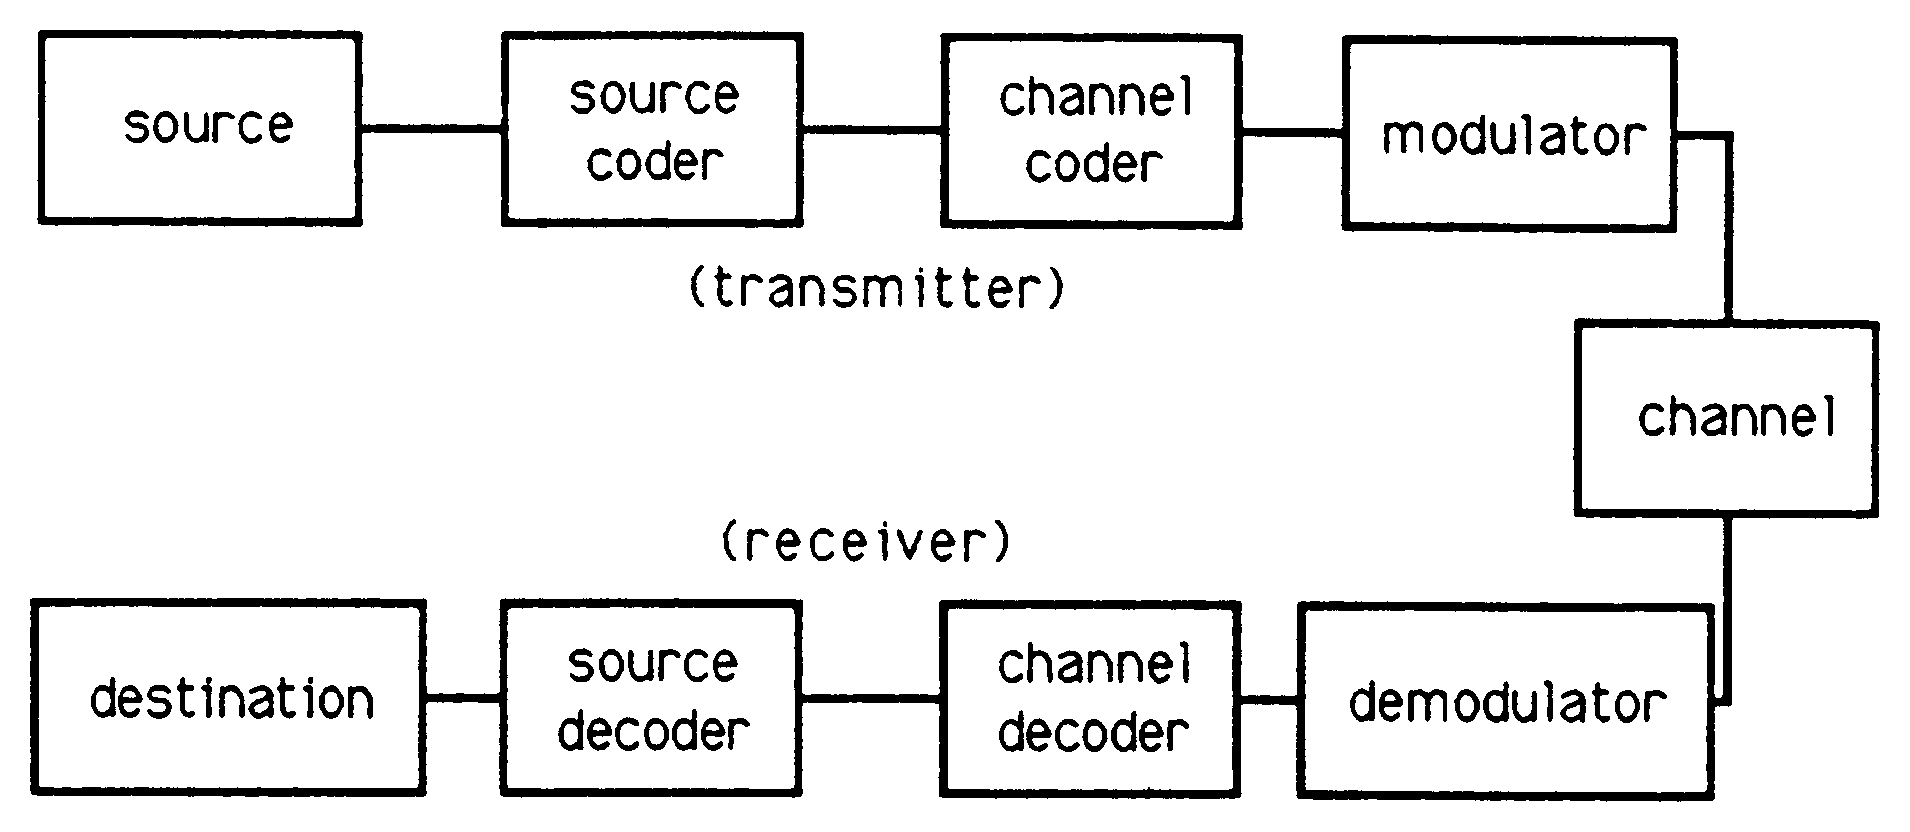 source
source
coder
channel
coder
modulator
(transmitter)
channel
(receiver)
destination
source
decoder
channel
decoder
demodulator